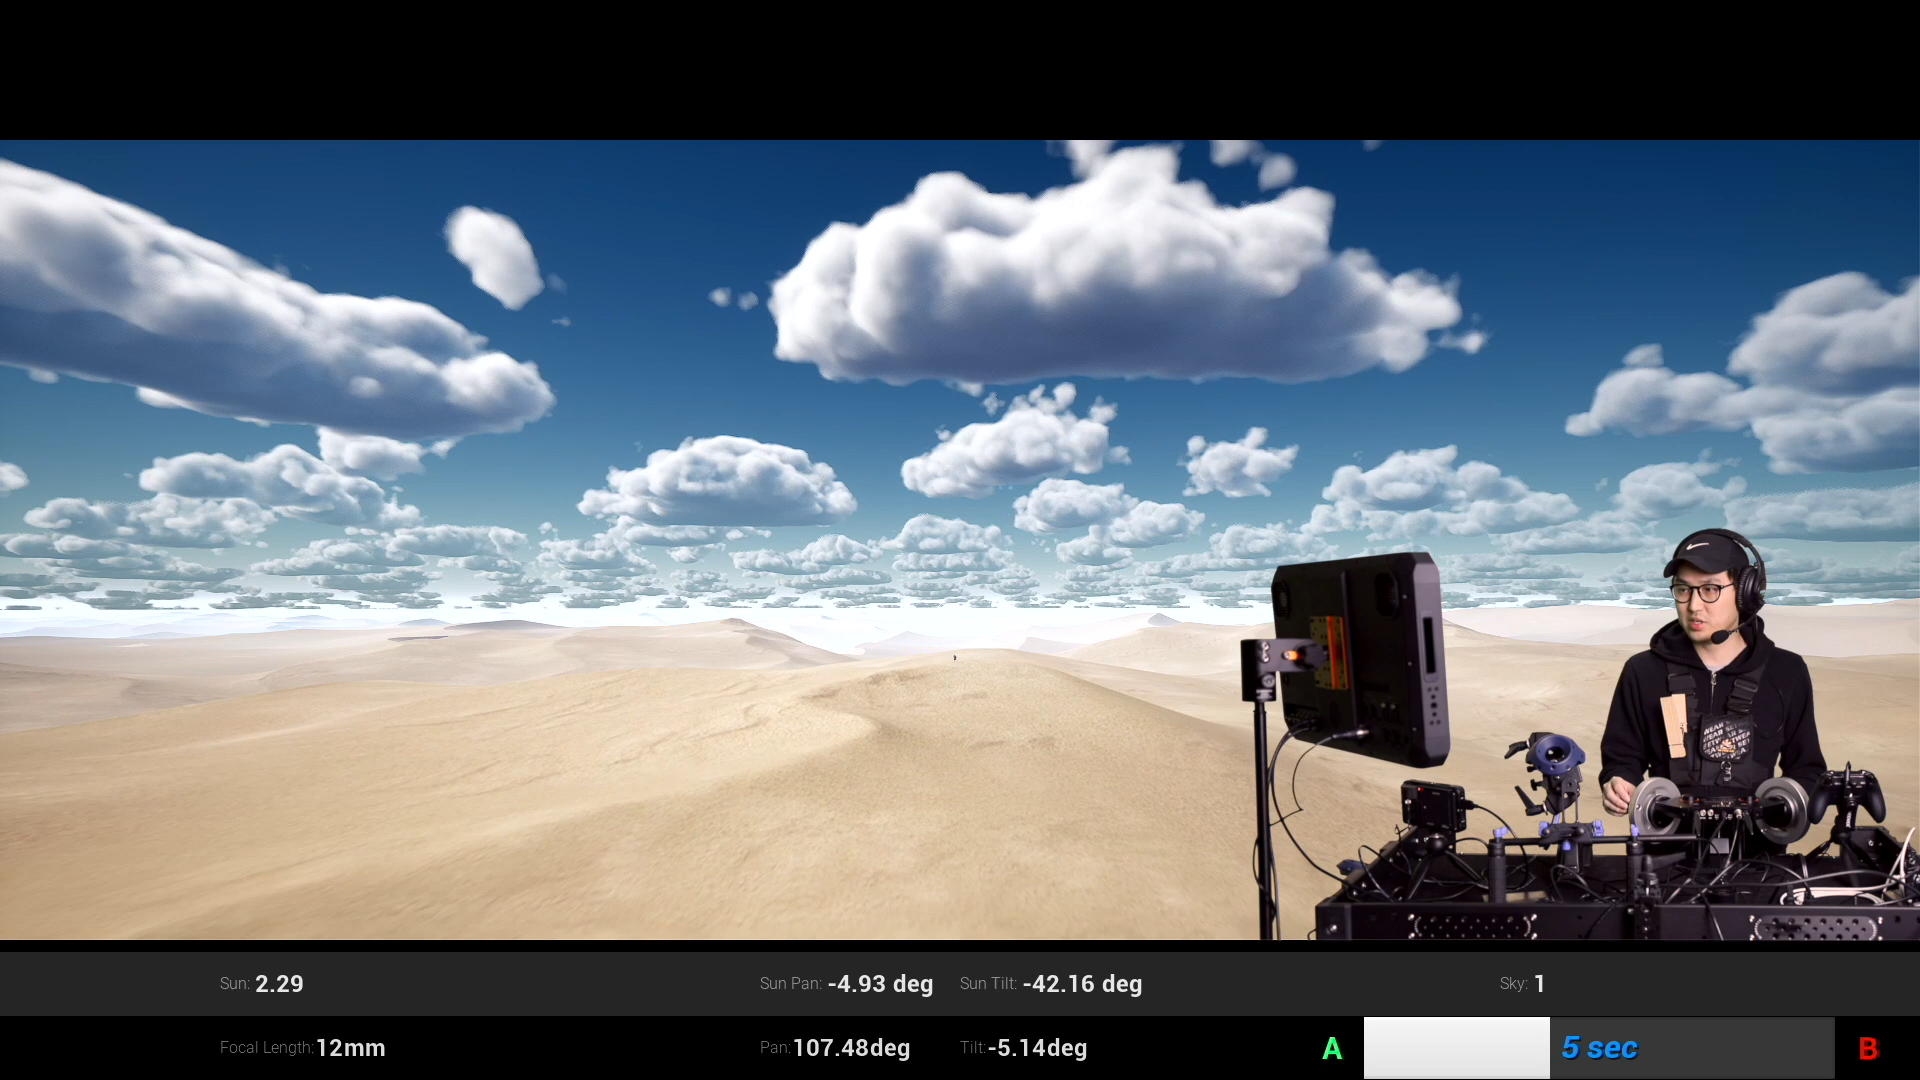 Sun: 2.29
Sun Pan: -4.93 deg
Sun Tilt: -42.16 deg
Sky: 1
Focal Length: 12mm
Pan: 107.48deg
Tilt: -5.14deg
A
5 sec
B